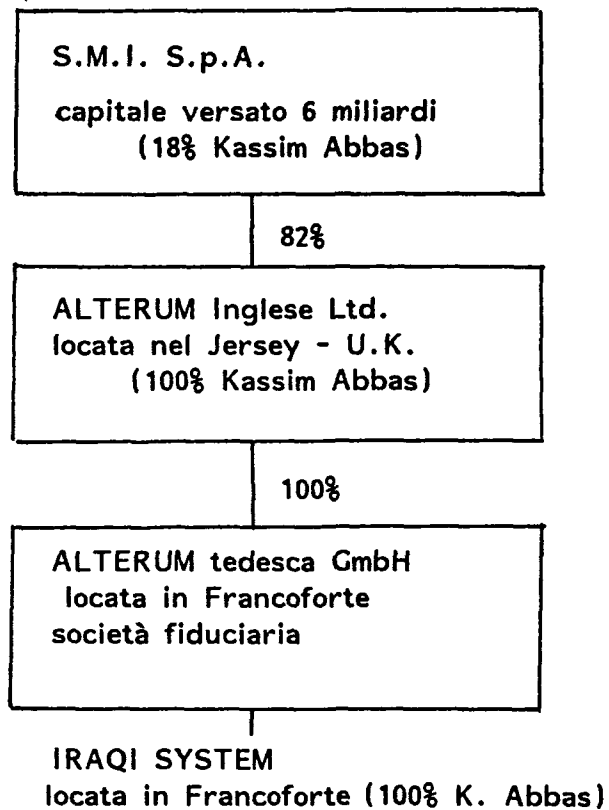 S.M.I. S.p.A.
capitale versato 6 miliardi
(18% Kassim Abbas)
82%
ALTERUM Inglese Ltd.
locata nel Jersey - U.K.
(100% Kassim Abbas)
100%
ALTERUM tedesca GmbH
locata in Francoforte
società fiduciaria
IRAQI SYSTEM
locata in Francoforte (100% K. Abbas)